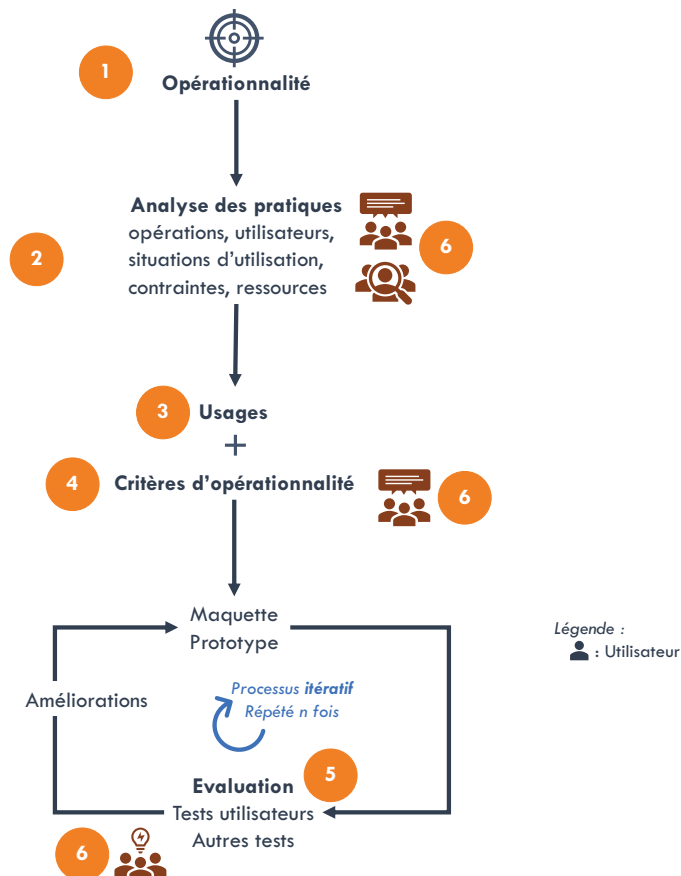 1
Opérationnalité
Analyse des pratiques
opérations, utilisateurs,
situations d'utilisation,
contraintes, ressources
2
6
3
Usages
+
4
Critères d'opérationnalité
6
Maquette
Prototype
Légende :
: Utilisateur
Améliorations
Processus itératif
Répété n fois
5
Evaluation
Tests utilisateurs
Autres tests
6